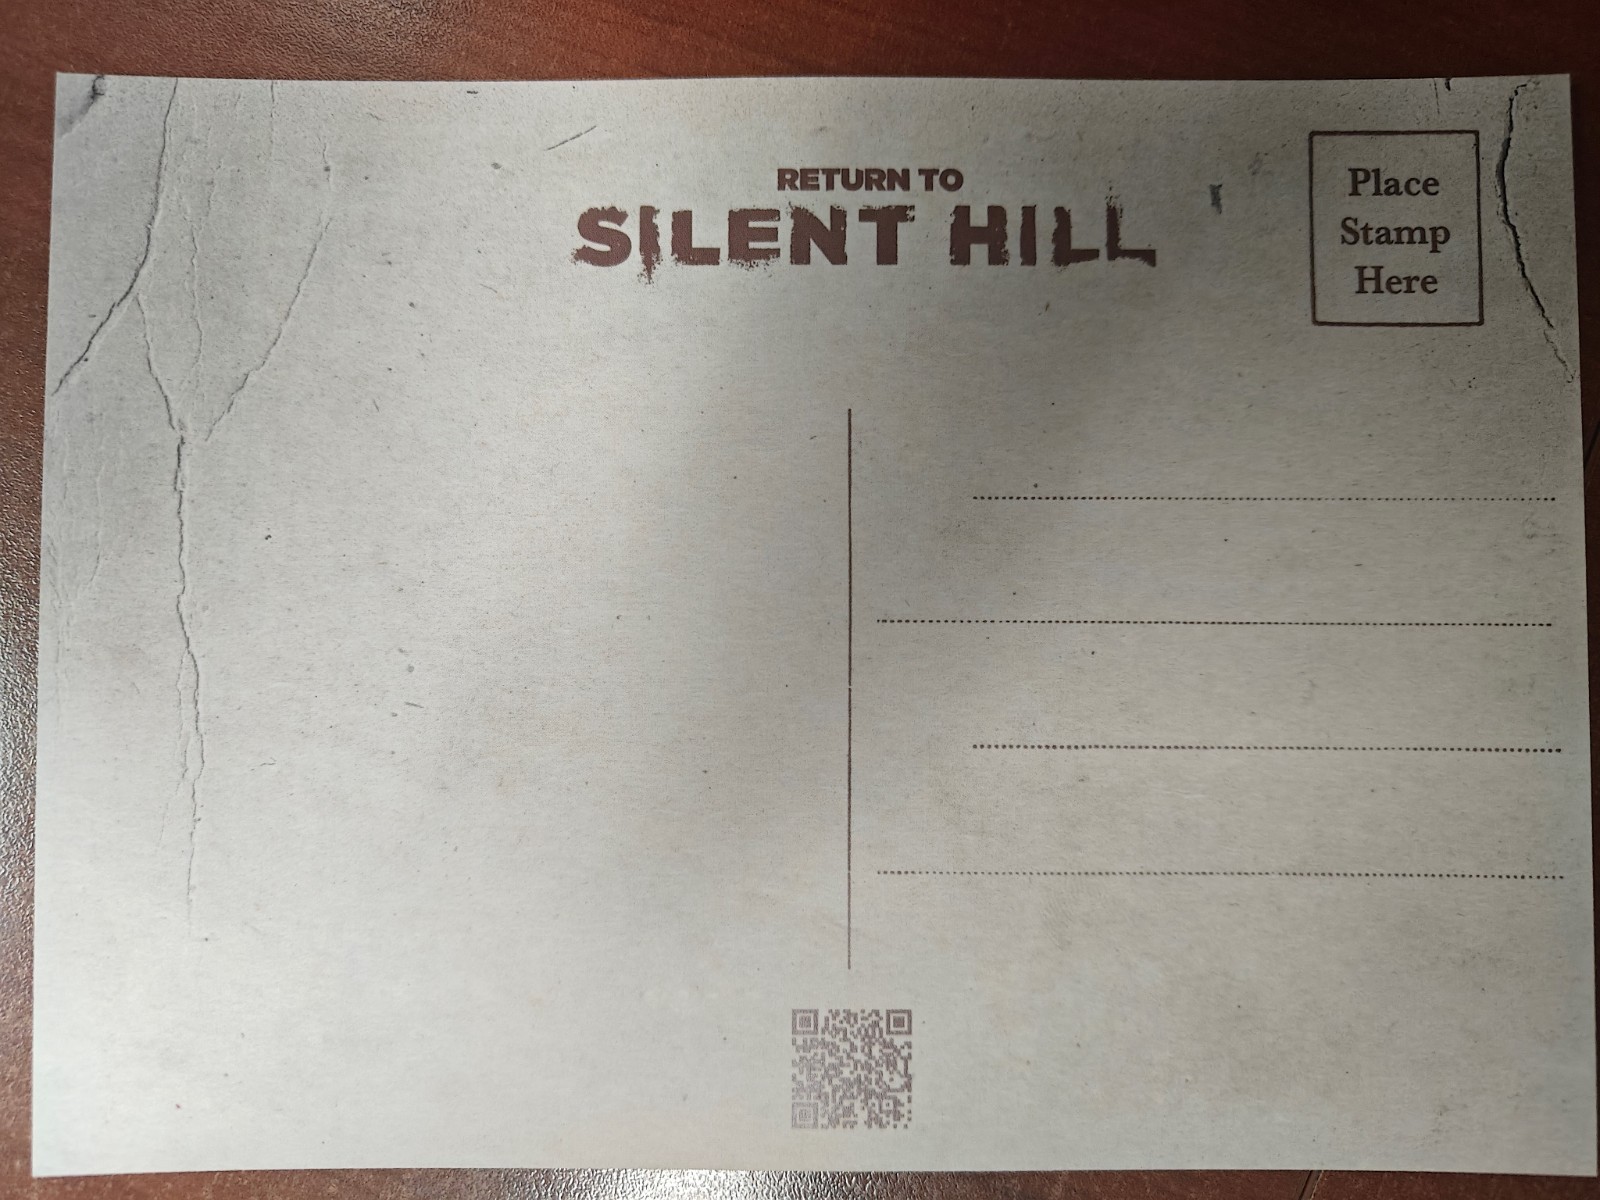 RETURN TO
SILENT HILL
Place
Stamp
Here